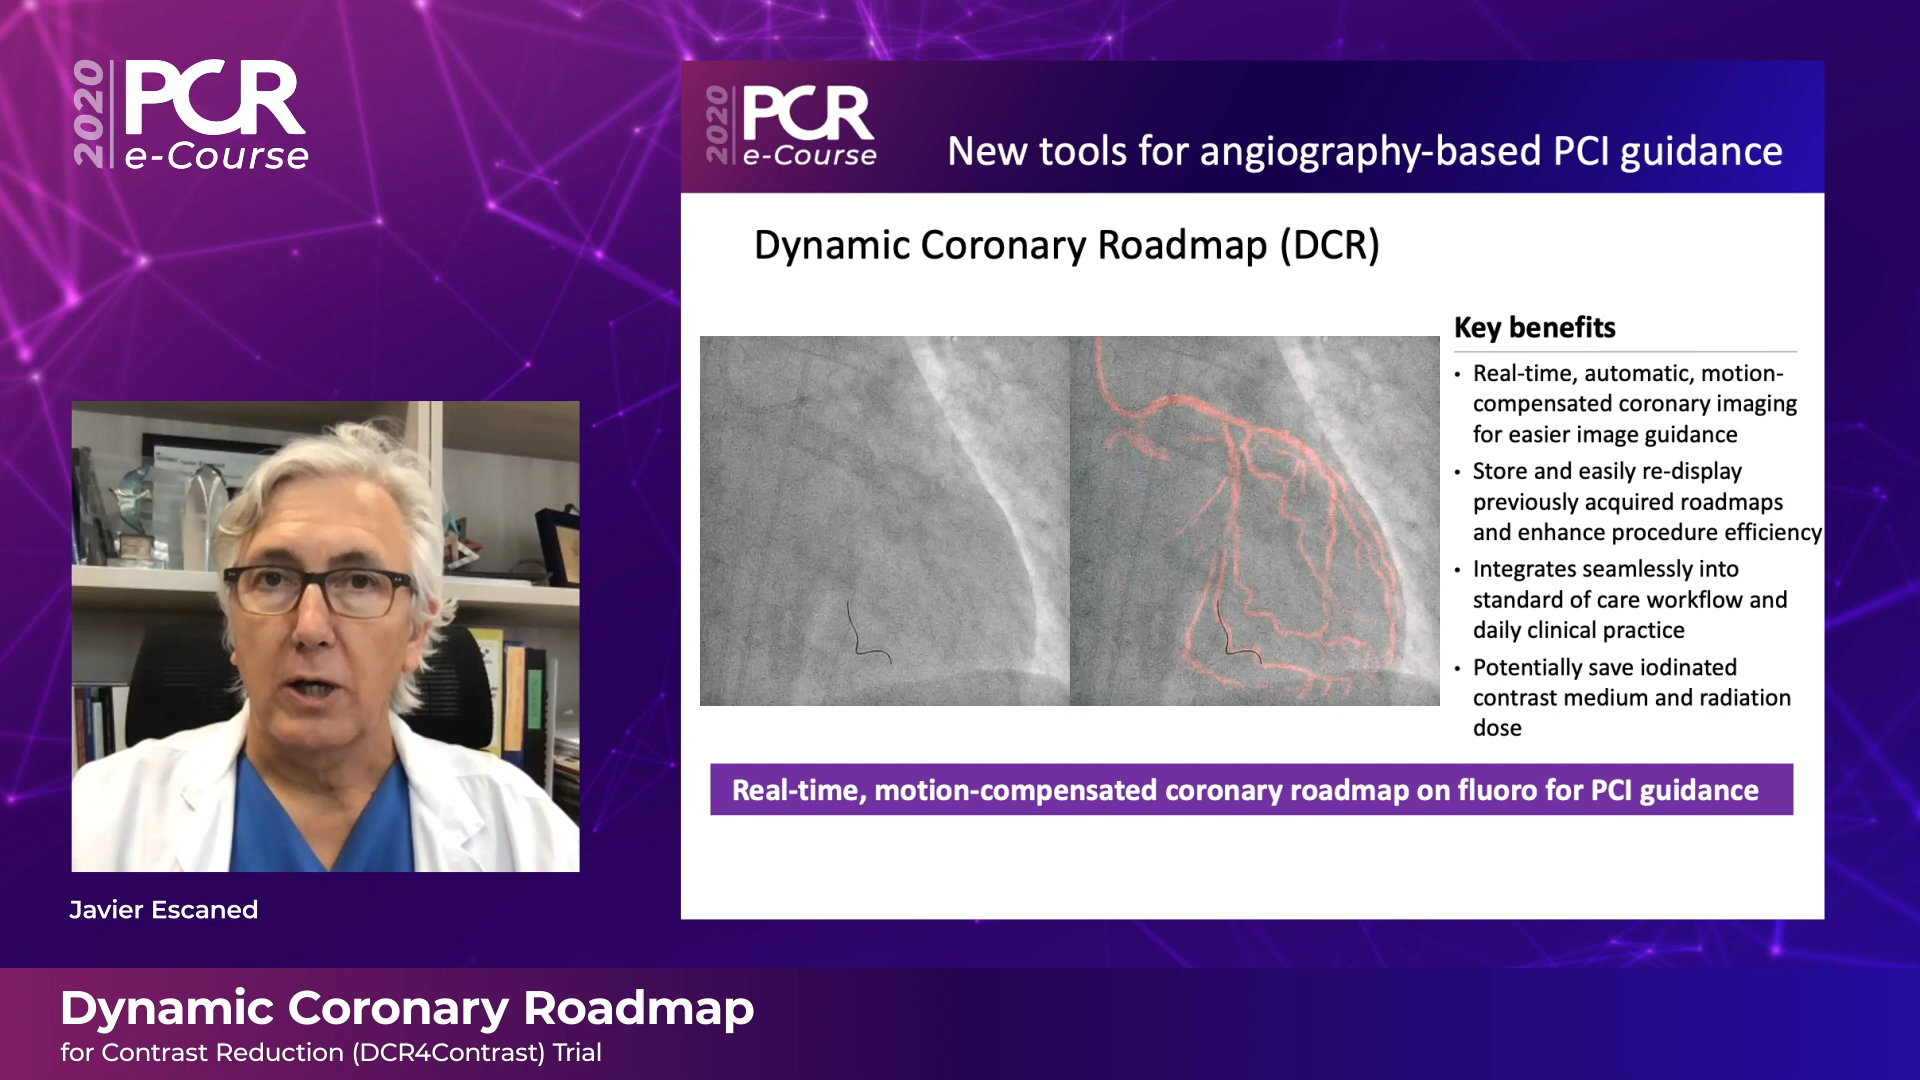 2020
PCR
e-Course
2020
PCR
e-Course
New tools for angiography-based PCI guidance
Dynamic Coronary Roadmap (DCR)
Key benefits
• Real-time, automatic, motion-
compensated coronary imaging
for easier image guidance
• Store and easily re-display
previously acquired roadmaps
and enhance procedure efficiency
• Integrates seamlessly into
standard of care workflow and
daily clinical practice
• Potentially save iodinated
contrast medium and radiation
dose
Real-time, motion-compensated coronary roadmap on fluoro for PCI guidance
Javier Escaned
Dynamic Coronary Roadmap
for Contrast Reduction (DCR4Contrast) Trial